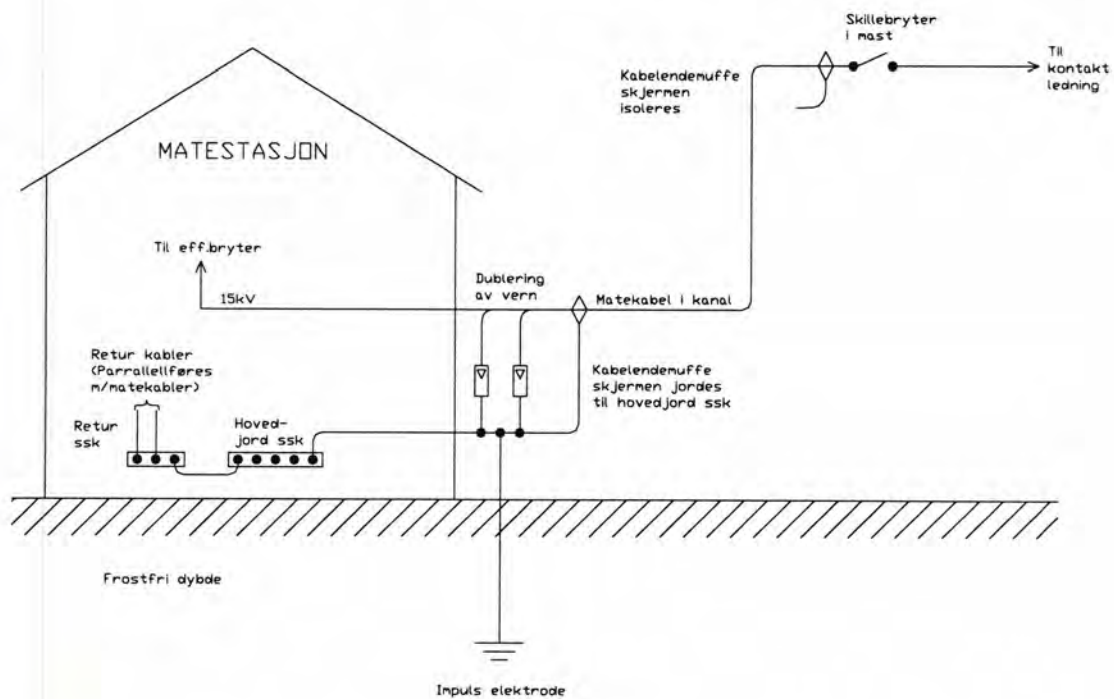 Skillebryter
i mast
Til
kontakt
ledning
Kabelendemuffe
skjermen
isoleres
MATESTASJON
Til eff.bryter
15kV
Dublering
av vern
Matekabel i kanal
Retur kabler
(Parrallellføres
m/matekabler)
Kabelendemuffe
skjermen jordes
til hovedjord ssk
Retur
ssk
Hoved-
jord ssk
Frostfri dybde
Impuls elektrode